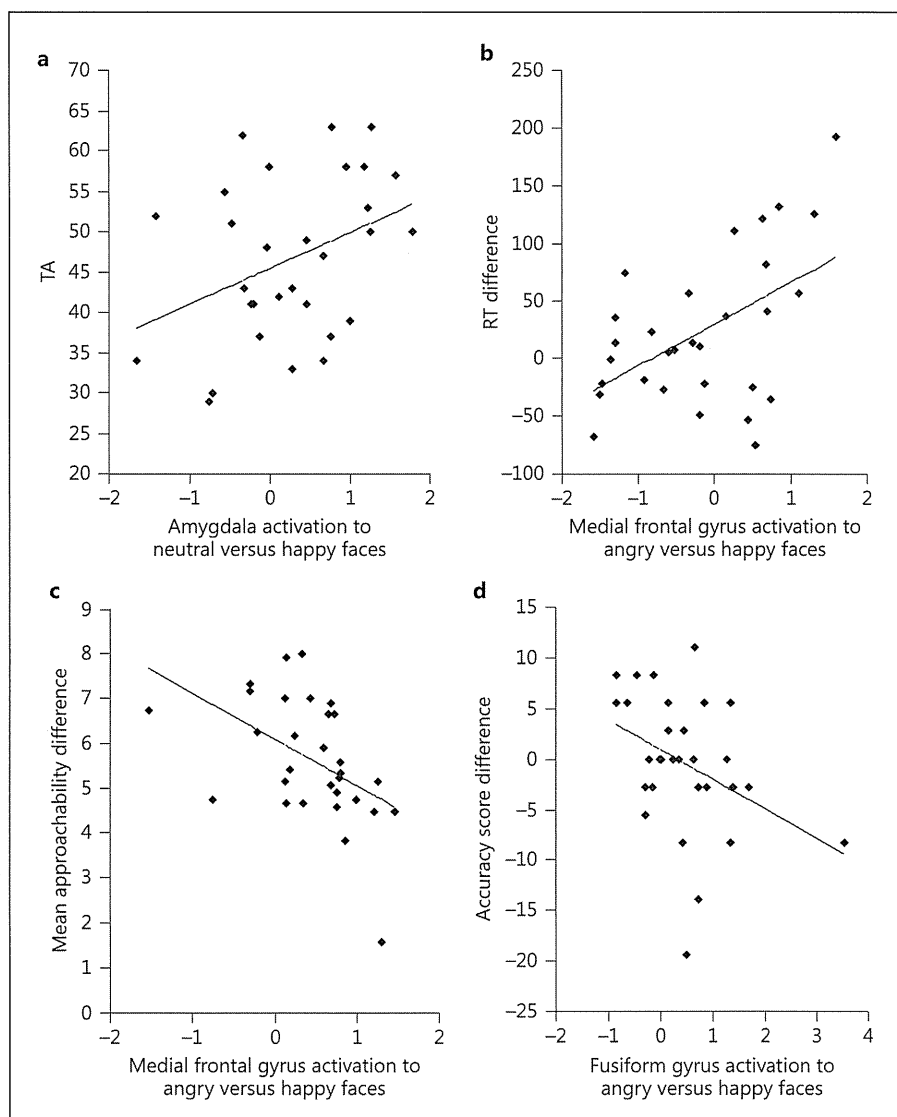 a
70
65
60
55
50
45
40
35
30
25
20
TA
−2 −1 0 1 2
Amygdala activation to
neutral versus happy faces
b
250
200
150
100
50
0
−50
−100
RT difference
−2 −1 0 1 2
Medial frontal gyrus activation to
angry versus happy faces
c
9
8
7
6
5
4
3
2
1
0
Mean approachability difference
−2 −1 0 1 2
Medial frontal gyrus activation to
angry versus happy faces
d
15
10
5
0
−5
−10
−15
−20
−25
Accuracy score difference
−2 −1 0 1 2 3 4
Fusiform gyrus activation to
angry versus happy faces